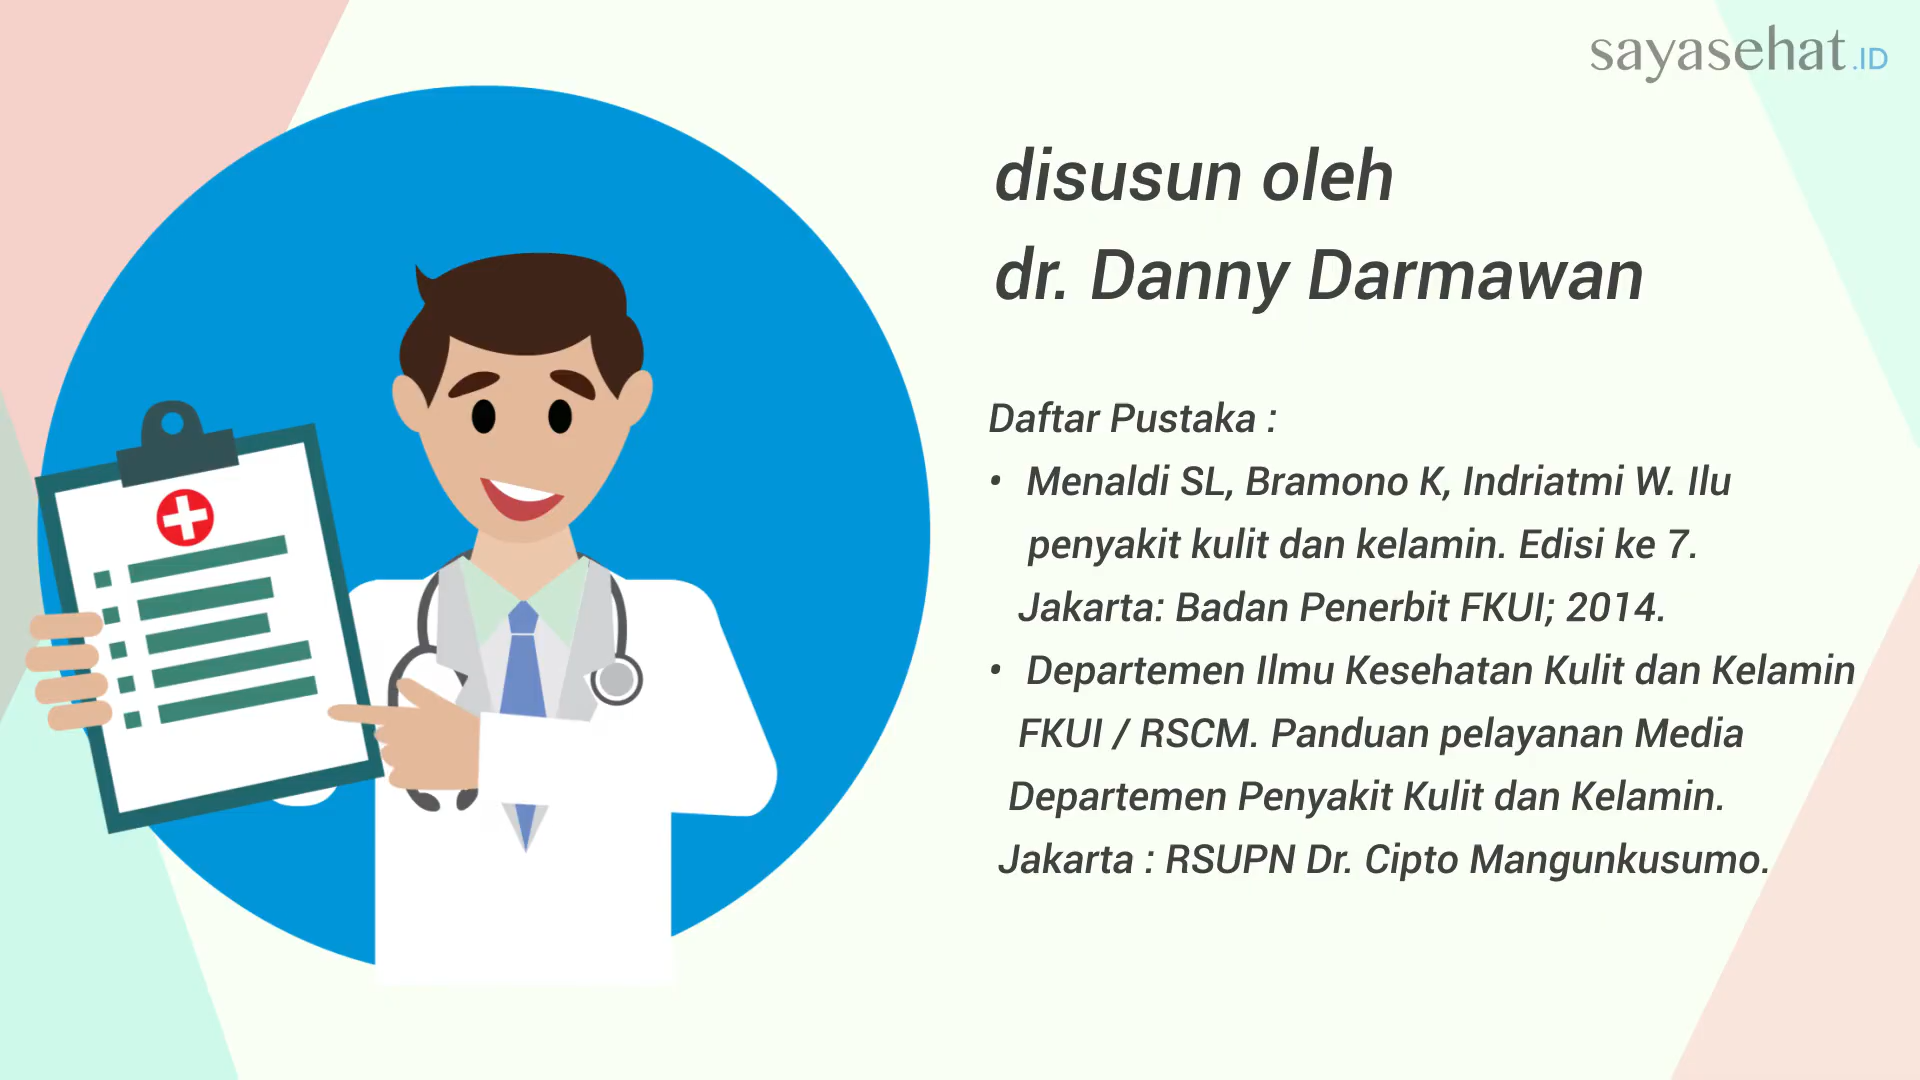 sayasehat.ID
disusun oleh
dr. Danny Darmawan
Daftar Pustaka :
• Menaldi SL, Bramono K, Indriatmi W. Ilu
penyakit kulit dan kelamin. Edisi ke 7.
Jakarta: Badan Penerbit FKUI; 2014.
• Departemen Ilmu Kesehatan Kulit dan Kelamin
FKUI / RSCM. Panduan pelayanan Media
Departemen Penyakit Kulit dan Kelamin.
Jakarta : RSUPN Dr. Cipto Mangunkusumo.